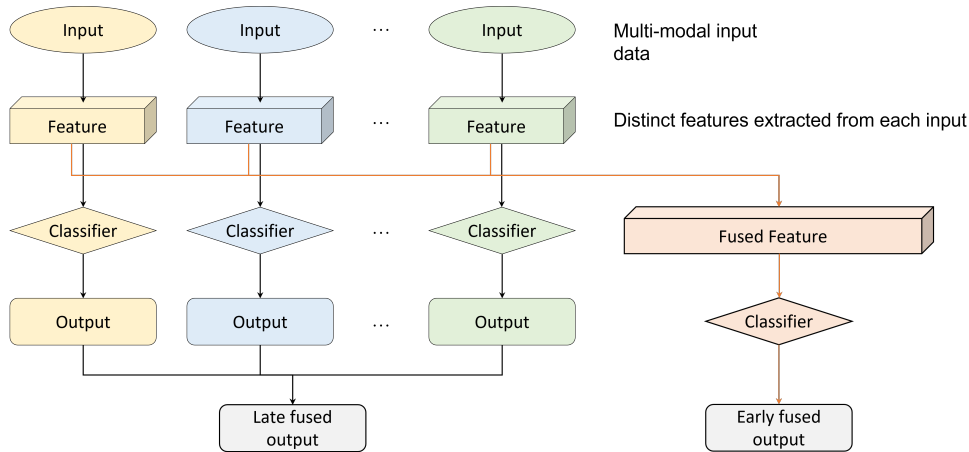 Input
Input
...
Input
Multi-modal input
data
Feature
Feature
...
Feature
Distinct features extracted from each input
Classifier
Classifier
...
Classifier
Fused Feature
Output
Output
...
Output
Classifier
Late fused
output
Early fused
output